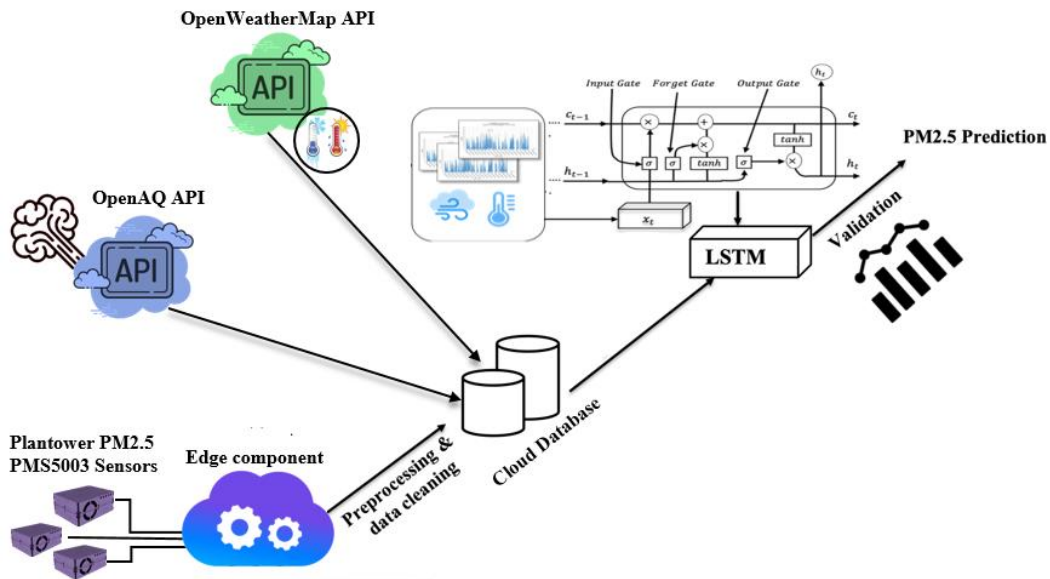 OpenWeatherMap API
API
OpenAQ API
API
Plantower PM2.5
PMS5003 Sensors
Edge component
Preprocessing &
data cleaning
Cloud Database
Input Gate Forget Gate Output Gate
h_t
c_{t-1}
× +
c_t
×
tanh
σ σ tanh σ ×
h_{t-1}
h_t
x_t
LSTM
Validation
PM2.5 Prediction